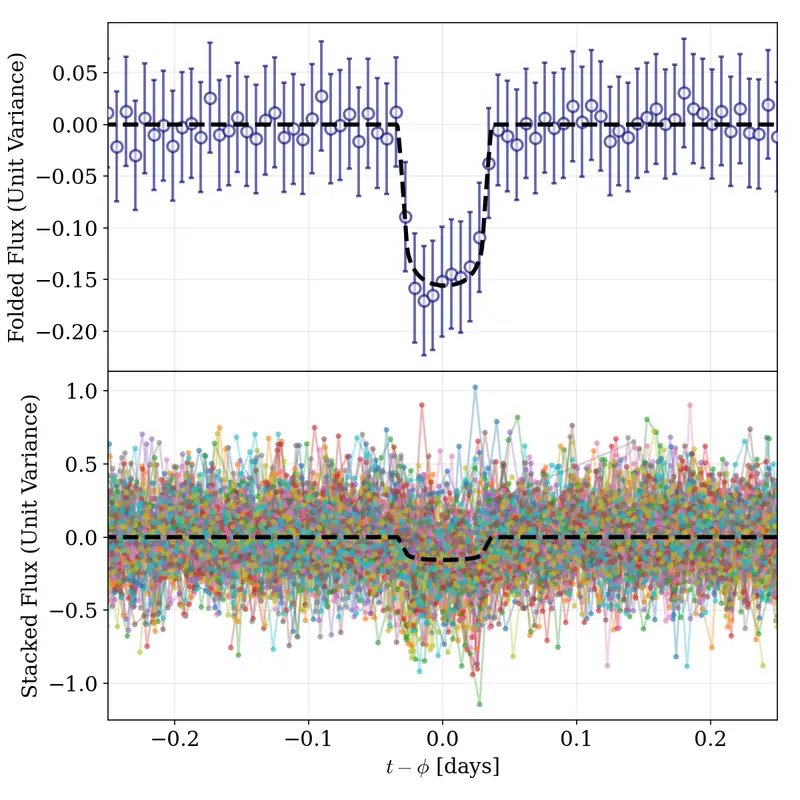 Folded Flux (Unit Variance)
0.05
0.00
−0.05
−0.10
−0.15
−0.20
Stacked Flux (Unit Variance)
1.0
0.5
0.0
−0.5
−1.0
−0.2 −0.1 0.0 0.1 0.2
t − ϕ [days]